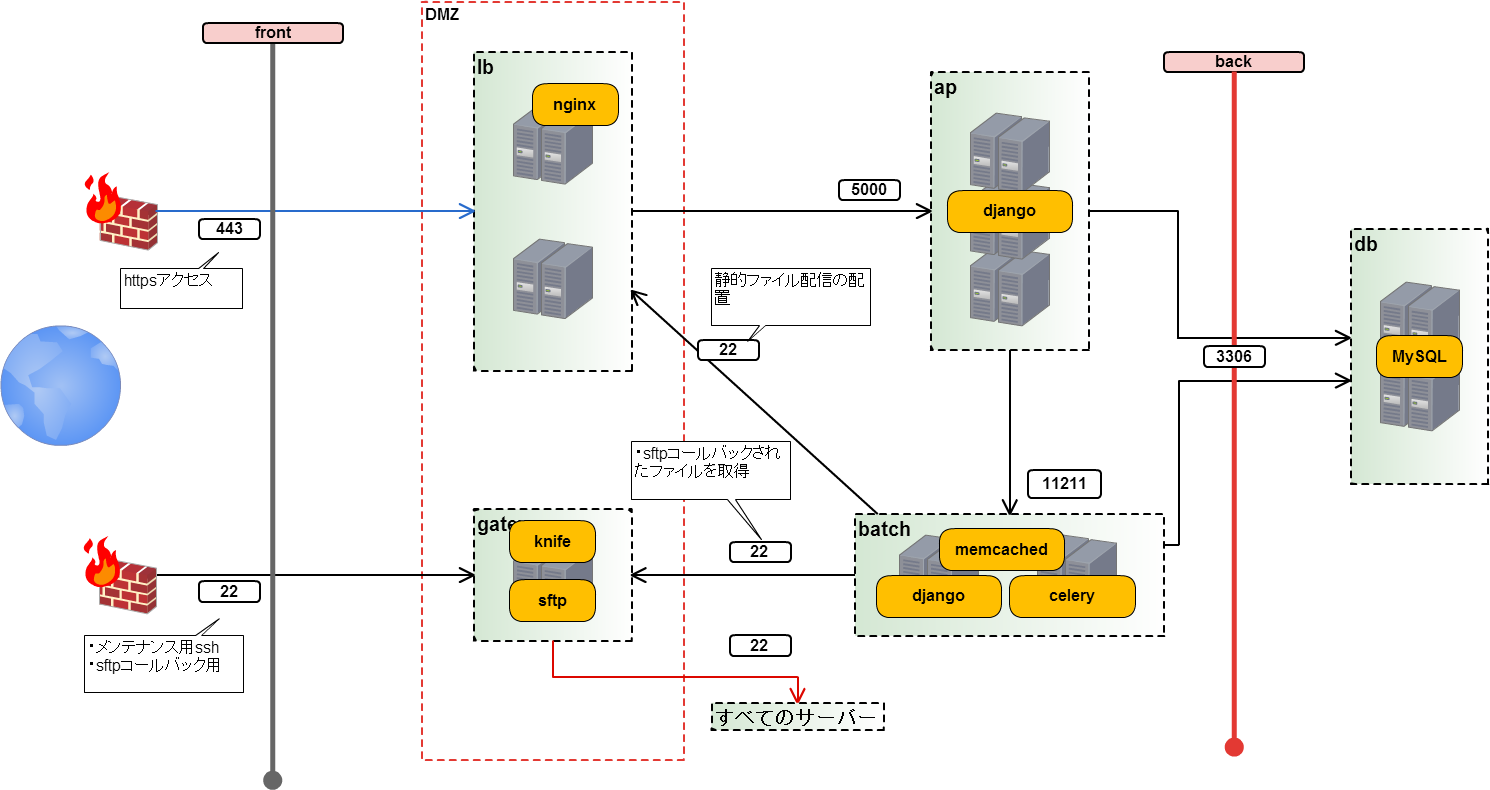 front
DMZ
lb
nginx
back
ap
5000
django
443
httpsアクセス
静的ファイル配信の配
置
22
db
3306
MySQL
・sftpコールバックされ
たファイルを取得
11211
gate
knife
sftp
22
batch
memcached
django
celery
22
・メンテナンス用ssh
・sftpコールバック用
22
すべてのサーバー